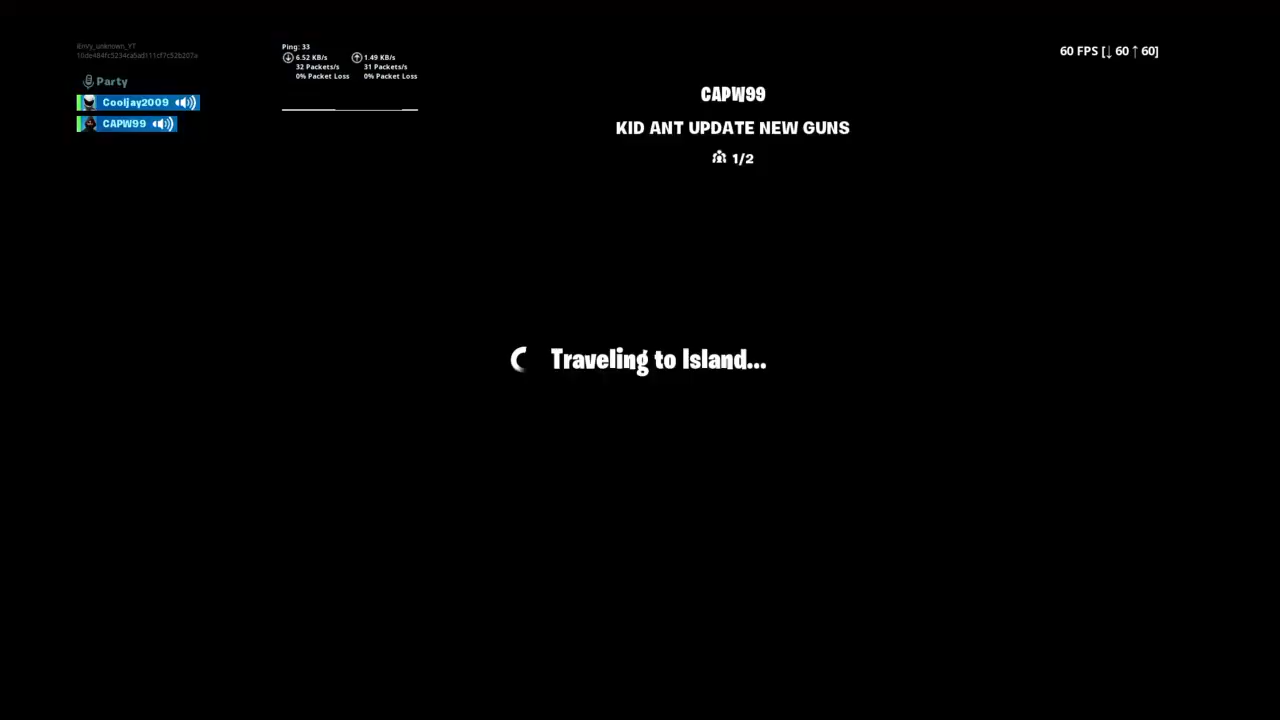 iEnvy_unknown_YT
Party
Cooljay2009
CAPW99
Ping: 33
6.52 KB/s 1.49 KB/s
32 Packets/s 31 Packets/s
0% Packet Loss 0% Packet Loss
60 FPS [↓ 60 ↑ 60]
CAPW99
KID ANT UPDATE NEW GUNS
1/2
Traveling to Island...